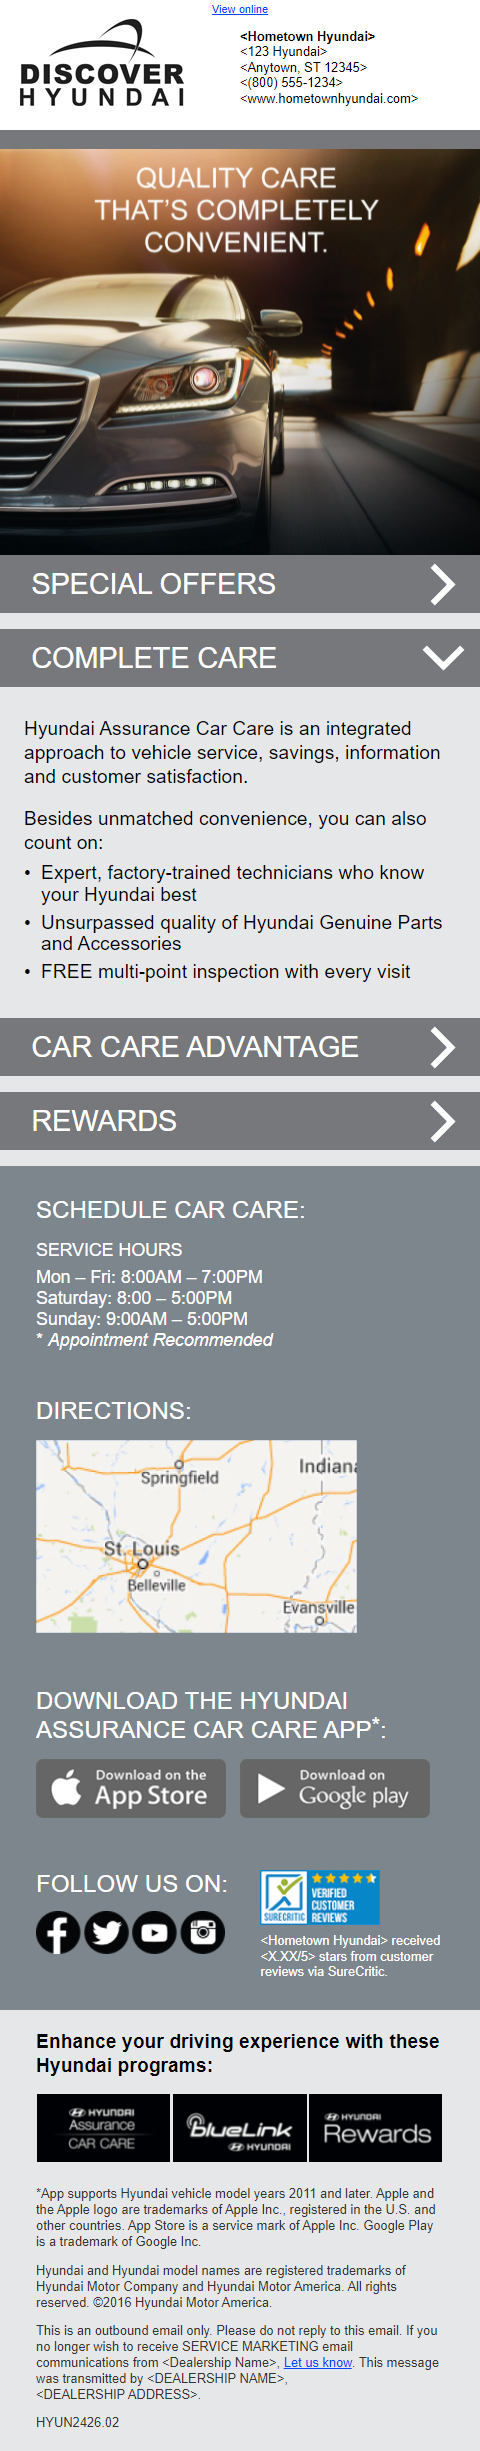 View online
DISCOVER
HYUNDAI
<Hometown Hyundai>
<123 Hyundai>
<Anytown, ST 12345>
<(800) 555-1234>
<www.hometownhyundai.com>
QUALITY CARE
THAT'S COMPLETELY
CONVENIENT.
SPECIAL OFFERS
COMPLETE CARE
Hyundai Assurance Car Care is an integrated
approach to vehicle service, savings, information
and customer satisfaction.
Besides unmatched convenience, you can also
count on:
• Expert, factory-trained technicians who know
your Hyundai best
• Unsurpassed quality of Hyundai Genuine Parts
and Accessories
• FREE multi-point inspection with every visit
CAR CARE ADVANTAGE
REWARDS
SCHEDULE CAR CARE:
SERVICE HOURS
Mon – Fri: 8:00AM – 7:00PM
Saturday: 8:00 – 5:00PM
Sunday: 9:00AM – 5:00PM
* Appointment Recommended
DIRECTIONS:
Springfield
Indiana
St. Louis
Belleville
Evansville
DOWNLOAD THE HYUNDAI
ASSURANCE CAR CARE APP*:
Download on the
App Store
Download on
Google play
FOLLOW US ON:
SURECRITIC
VERIFIED
CUSTOMER
REVIEWS
<Hometown Hyundai> received
<X.XX/5> stars from customer
reviews via SureCritic.
Enhance your driving experience with these
Hyundai programs:
HYUNDAI
Assurance
CAR CARE
BlueLink
HYUNDAI
HYUNDAI
Rewards
*App supports Hyundai vehicle model years 2011 and later. Apple and
the Apple logo are trademarks of Apple Inc., registered in the U.S. and
other countries. App Store is a service mark of Apple Inc. Google Play
is a trademark of Google Inc.
Hyundai and Hyundai model names are registered trademarks of
Hyundai Motor Company and Hyundai Motor America. All rights
reserved. ©2016 Hyundai Motor America.
This is an outbound email only. Please do not reply to this email. If you
no longer wish to receive SERVICE MARKETING email
communications from <Dealership Name>, Let us know. This message
was transmitted by <DEALERSHIP NAME>,
<DEALERSHIP ADDRESS>.
HYUN2426.02